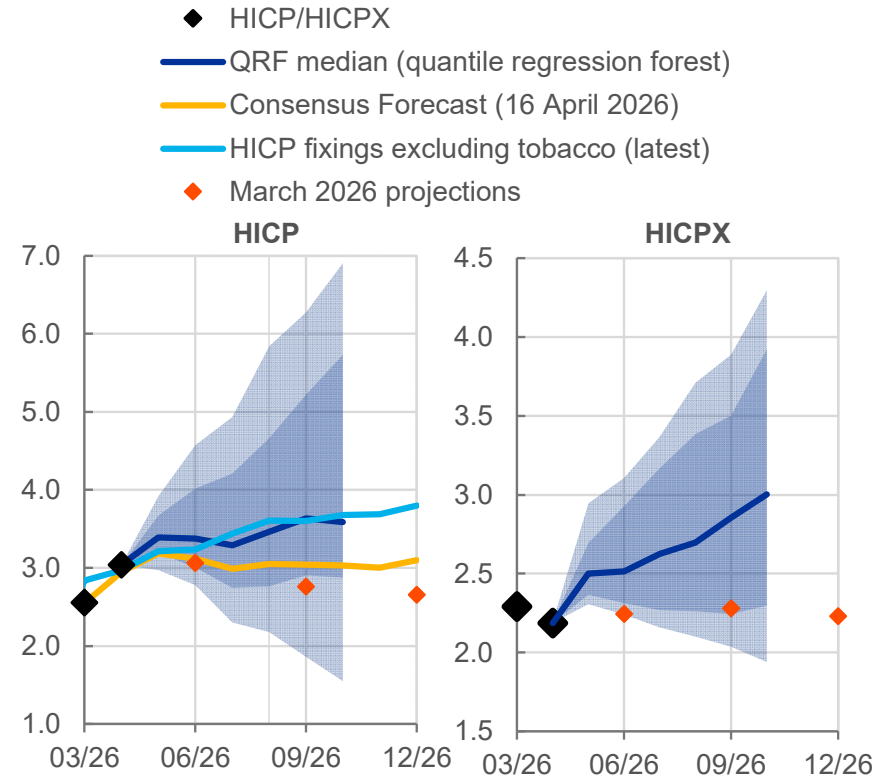 HICP/HICPX
QRF median (quantile regression forest)
Consensus Forecast (16 April 2026)
HICP fixings excluding tobacco (latest)
March 2026 projections
HICP
7.0
6.0
5.0
4.0
3.0
2.0
1.0
03/26 06/26 09/26 12/26
HICPX
4.5
4.0
3.5
3.0
2.5
2.0
1.5
03/26 06/26 09/26 12/26